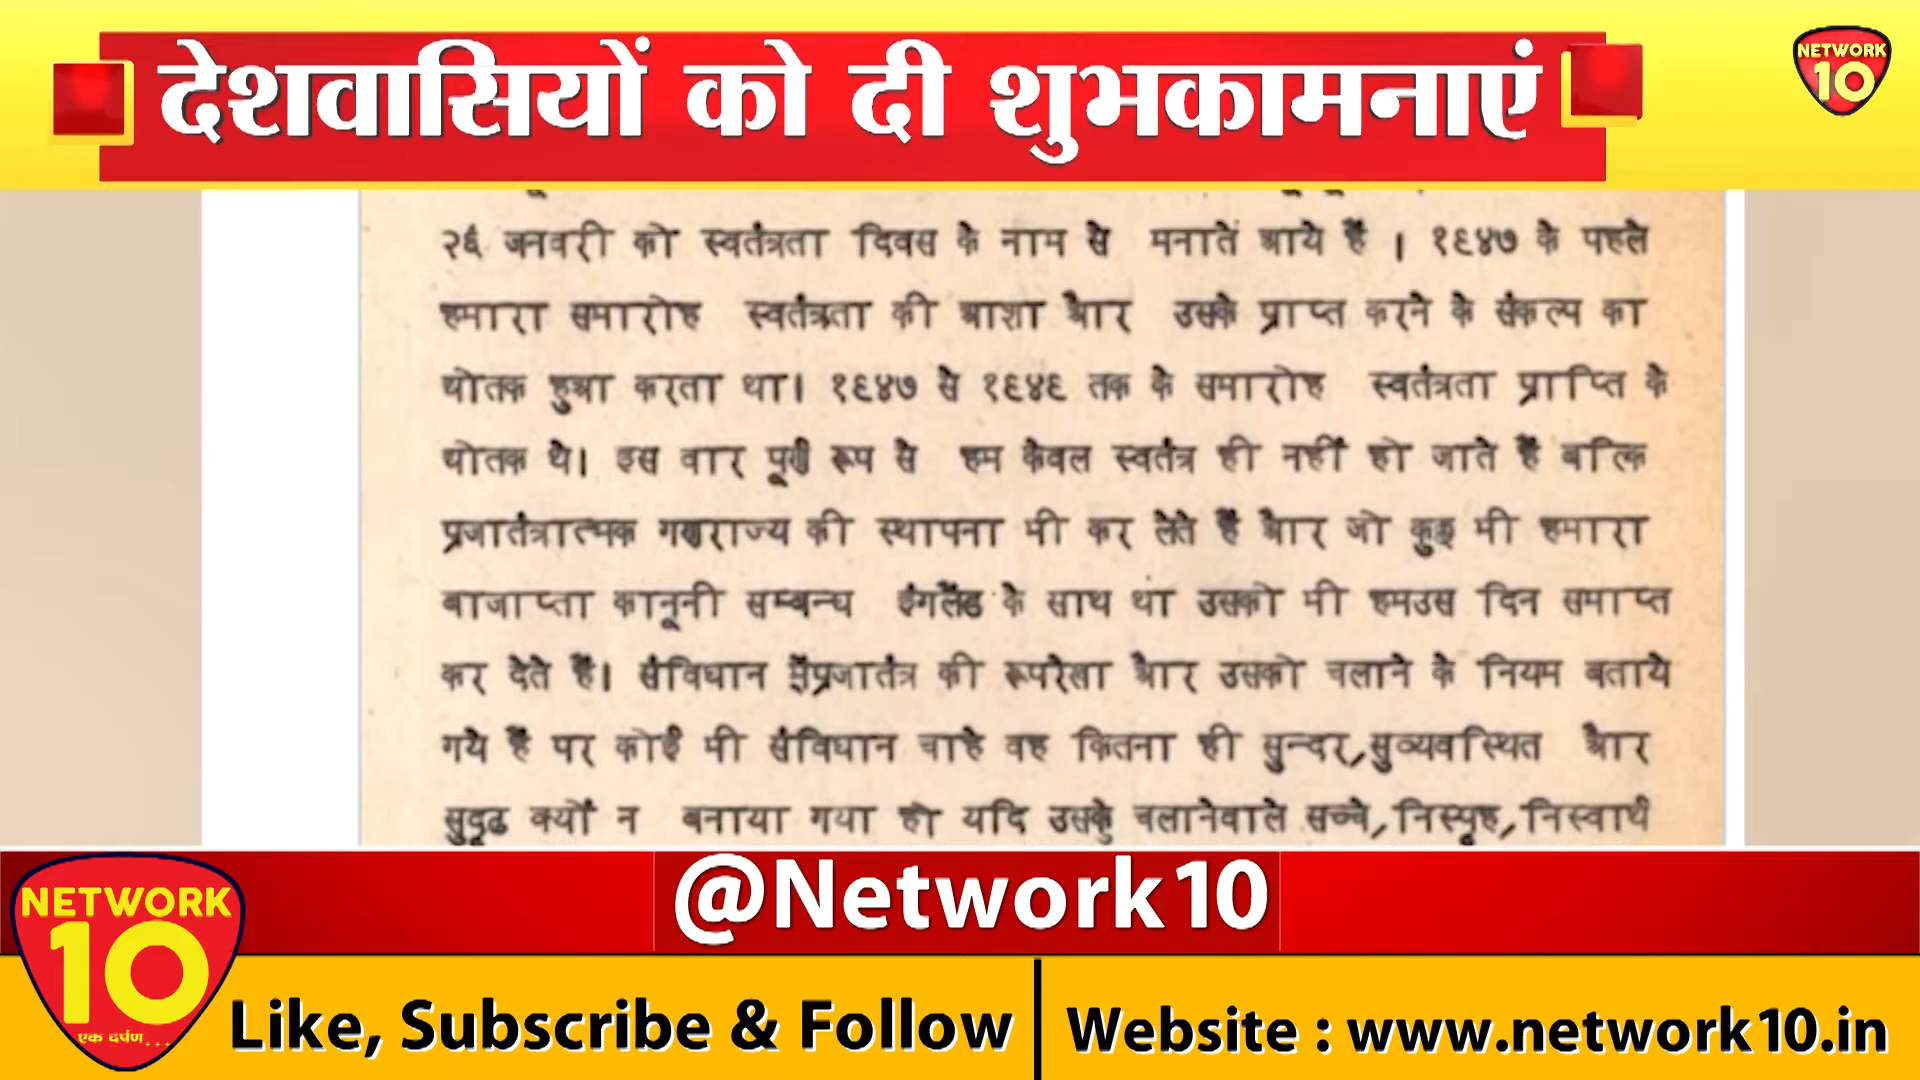 देशवासियों को दी शुभकामनाएं
NETWORK
10
२६ जनवरी को स्वतंत्रता दिवस के नाम से मनाते आये हैं । १९४७ के पहले
हमारा समारोह स्वतंत्रता की आशा और उसके प्राप्त करने के संकल्प का
द्योतक हुआ करता था। १९४७ से १९४९ तक के समारोह स्वतंत्रता प्राप्ति के
द्योतक थे। इस वार पूर्ण रूप से हम केवल स्वतंत्र ही नहीं हो जाते हैं बल्कि
प्रजातंत्रात्मक गणराज्य की स्थापना भी कर लेते हैं और जो कुछ भी हमारा
बाजाप्ता कानूनी सम्बन्ध इंगलैंड के साथ था उसको भी हमउस दिन समाप्त
कर देते हैं। संविधान मेंप्रजातंत्र की रूपरेखा और उसको चलाने के नियम बताये
गये हैं पर कोई भी संविधान चाहे वह कितना ही सुन्दर,सुव्यवस्थित और
सुदृढ क्यों न बनाया गया हो यदि उसके चलानेवाले सच्चे,निस्पृह,निस्वार्थ
@Network10
NETWORK
10
एक दर्पण...
Like, Subscribe & Follow
Website : www.network10.in